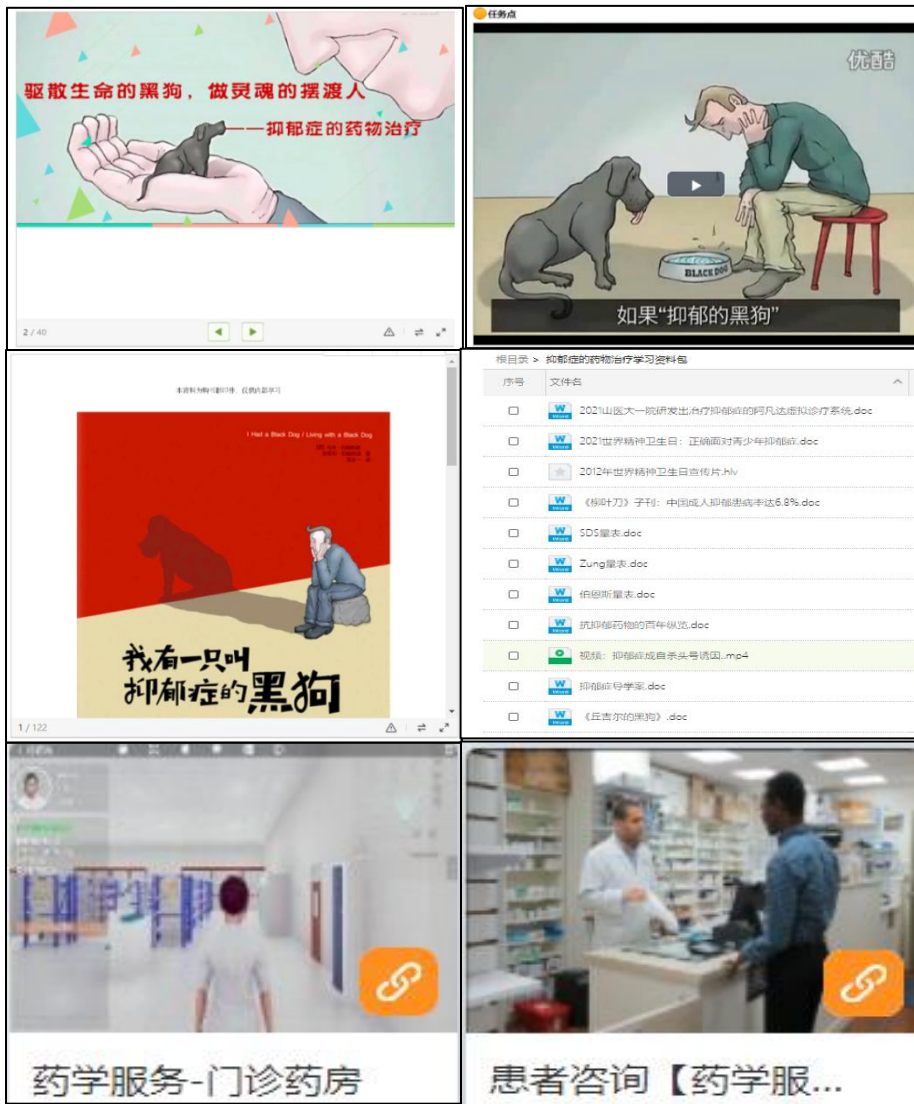 驱散生命的黑狗，做灵魂的摆渡人
——抑郁症的药物治疗
2 / 40
任务点
优酷
BLACK DOG
如果“抑郁的黑狗”
本资料为购书影印件，仅供内部学习
I Had a Black Dog / Living with a Black Dog
我有一只叫
抑郁症的黑狗
1 / 122
根目录 > 抑郁症的药物治疗学习资料包
序号 文件名
2021山医大一院研发出治疗抑郁症的阿凡达虚拟诊疗系统.doc
2021世界精神卫生日：正确面对青少年抑郁症.doc
2012年世界精神卫生日宣传片.hlv
《柳叶刀》子刊：中国成人抑郁患病率达6.8%.doc
SDS量表.doc
Zung量表.doc
伯恩斯量表.doc
抗抑郁药物的百年纵览.doc
视频：抑郁症成自杀头号诱因_.mp4
抑郁症导学案.doc
《丘吉尔的黑狗》.doc
药学服务-门诊药房
患者咨询【药学服...